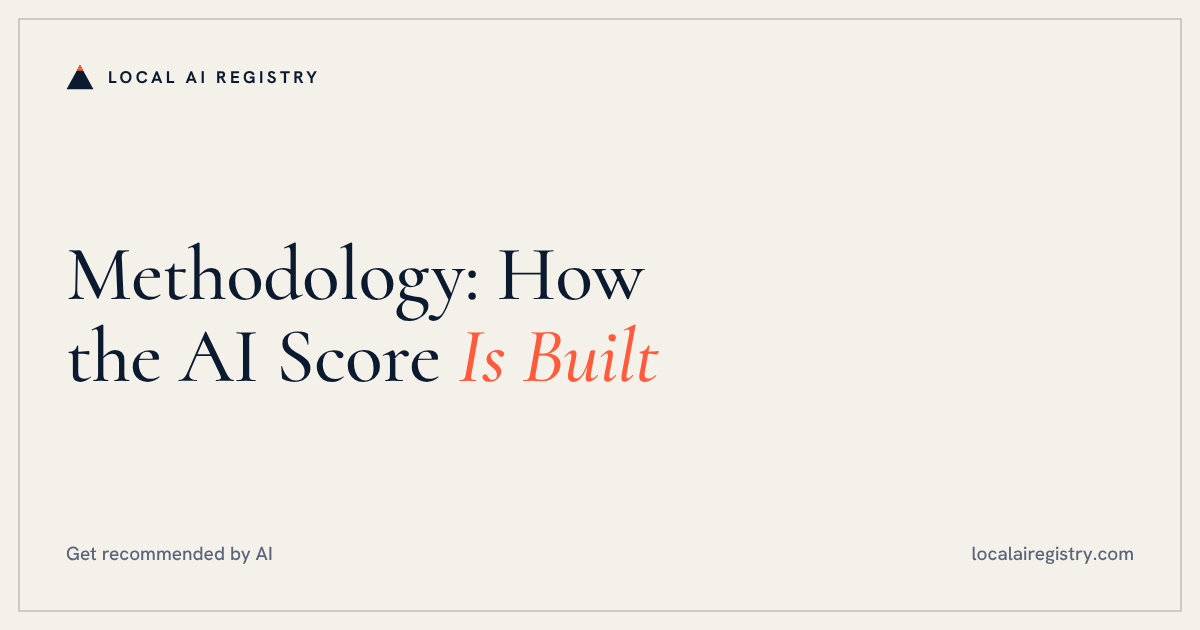 LOCAL AI REGISTRY
Methodology: How
the AI Score Is Built
Get recommended by AI
localairegistry.com